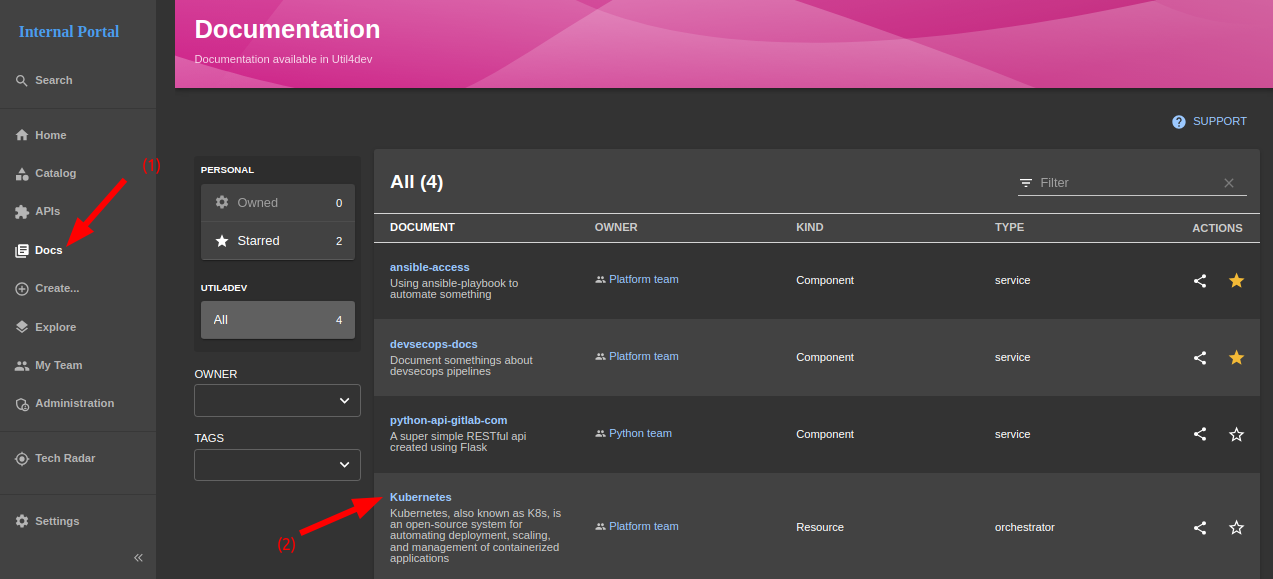 Internal Portal
Search
Home
Catalog
APIs
Docs
Create...
Explore
My Team
Administration
Tech Radar
Settings
«
(1)
Documentation
Documentation available in Util4dev
? SUPPORT
PERSONAL
Owned 0
Starred 2
UTIL4DEV
All 4
OWNER
TAGS
All (4)
Filter
DOCUMENT OWNER KIND TYPE ACTIONS
ansible-access
Using ansible-playbook to
automate something
Platform team Component service
devsecops-docs
Document somethings about
devsecops pipelines
Platform team Component service
python-api-gitlab-com
A super simple RESTful api
created using Flask
Python team Component service
(2)
Kubernetes
Kubernetes, also known as K8s, is
an open-source system for
automating deployment, scaling,
and management of containerized
applications
Platform team Resource orchestrator